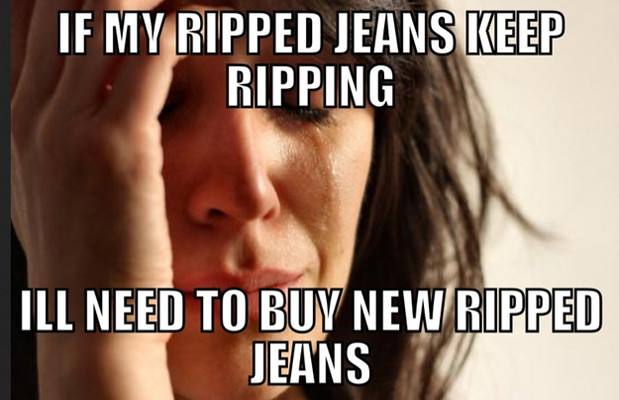 IF MY RIPPED JEANS KEEP
RIPPING
ILL NEED TO BUY NEW RIPPED
JEANS